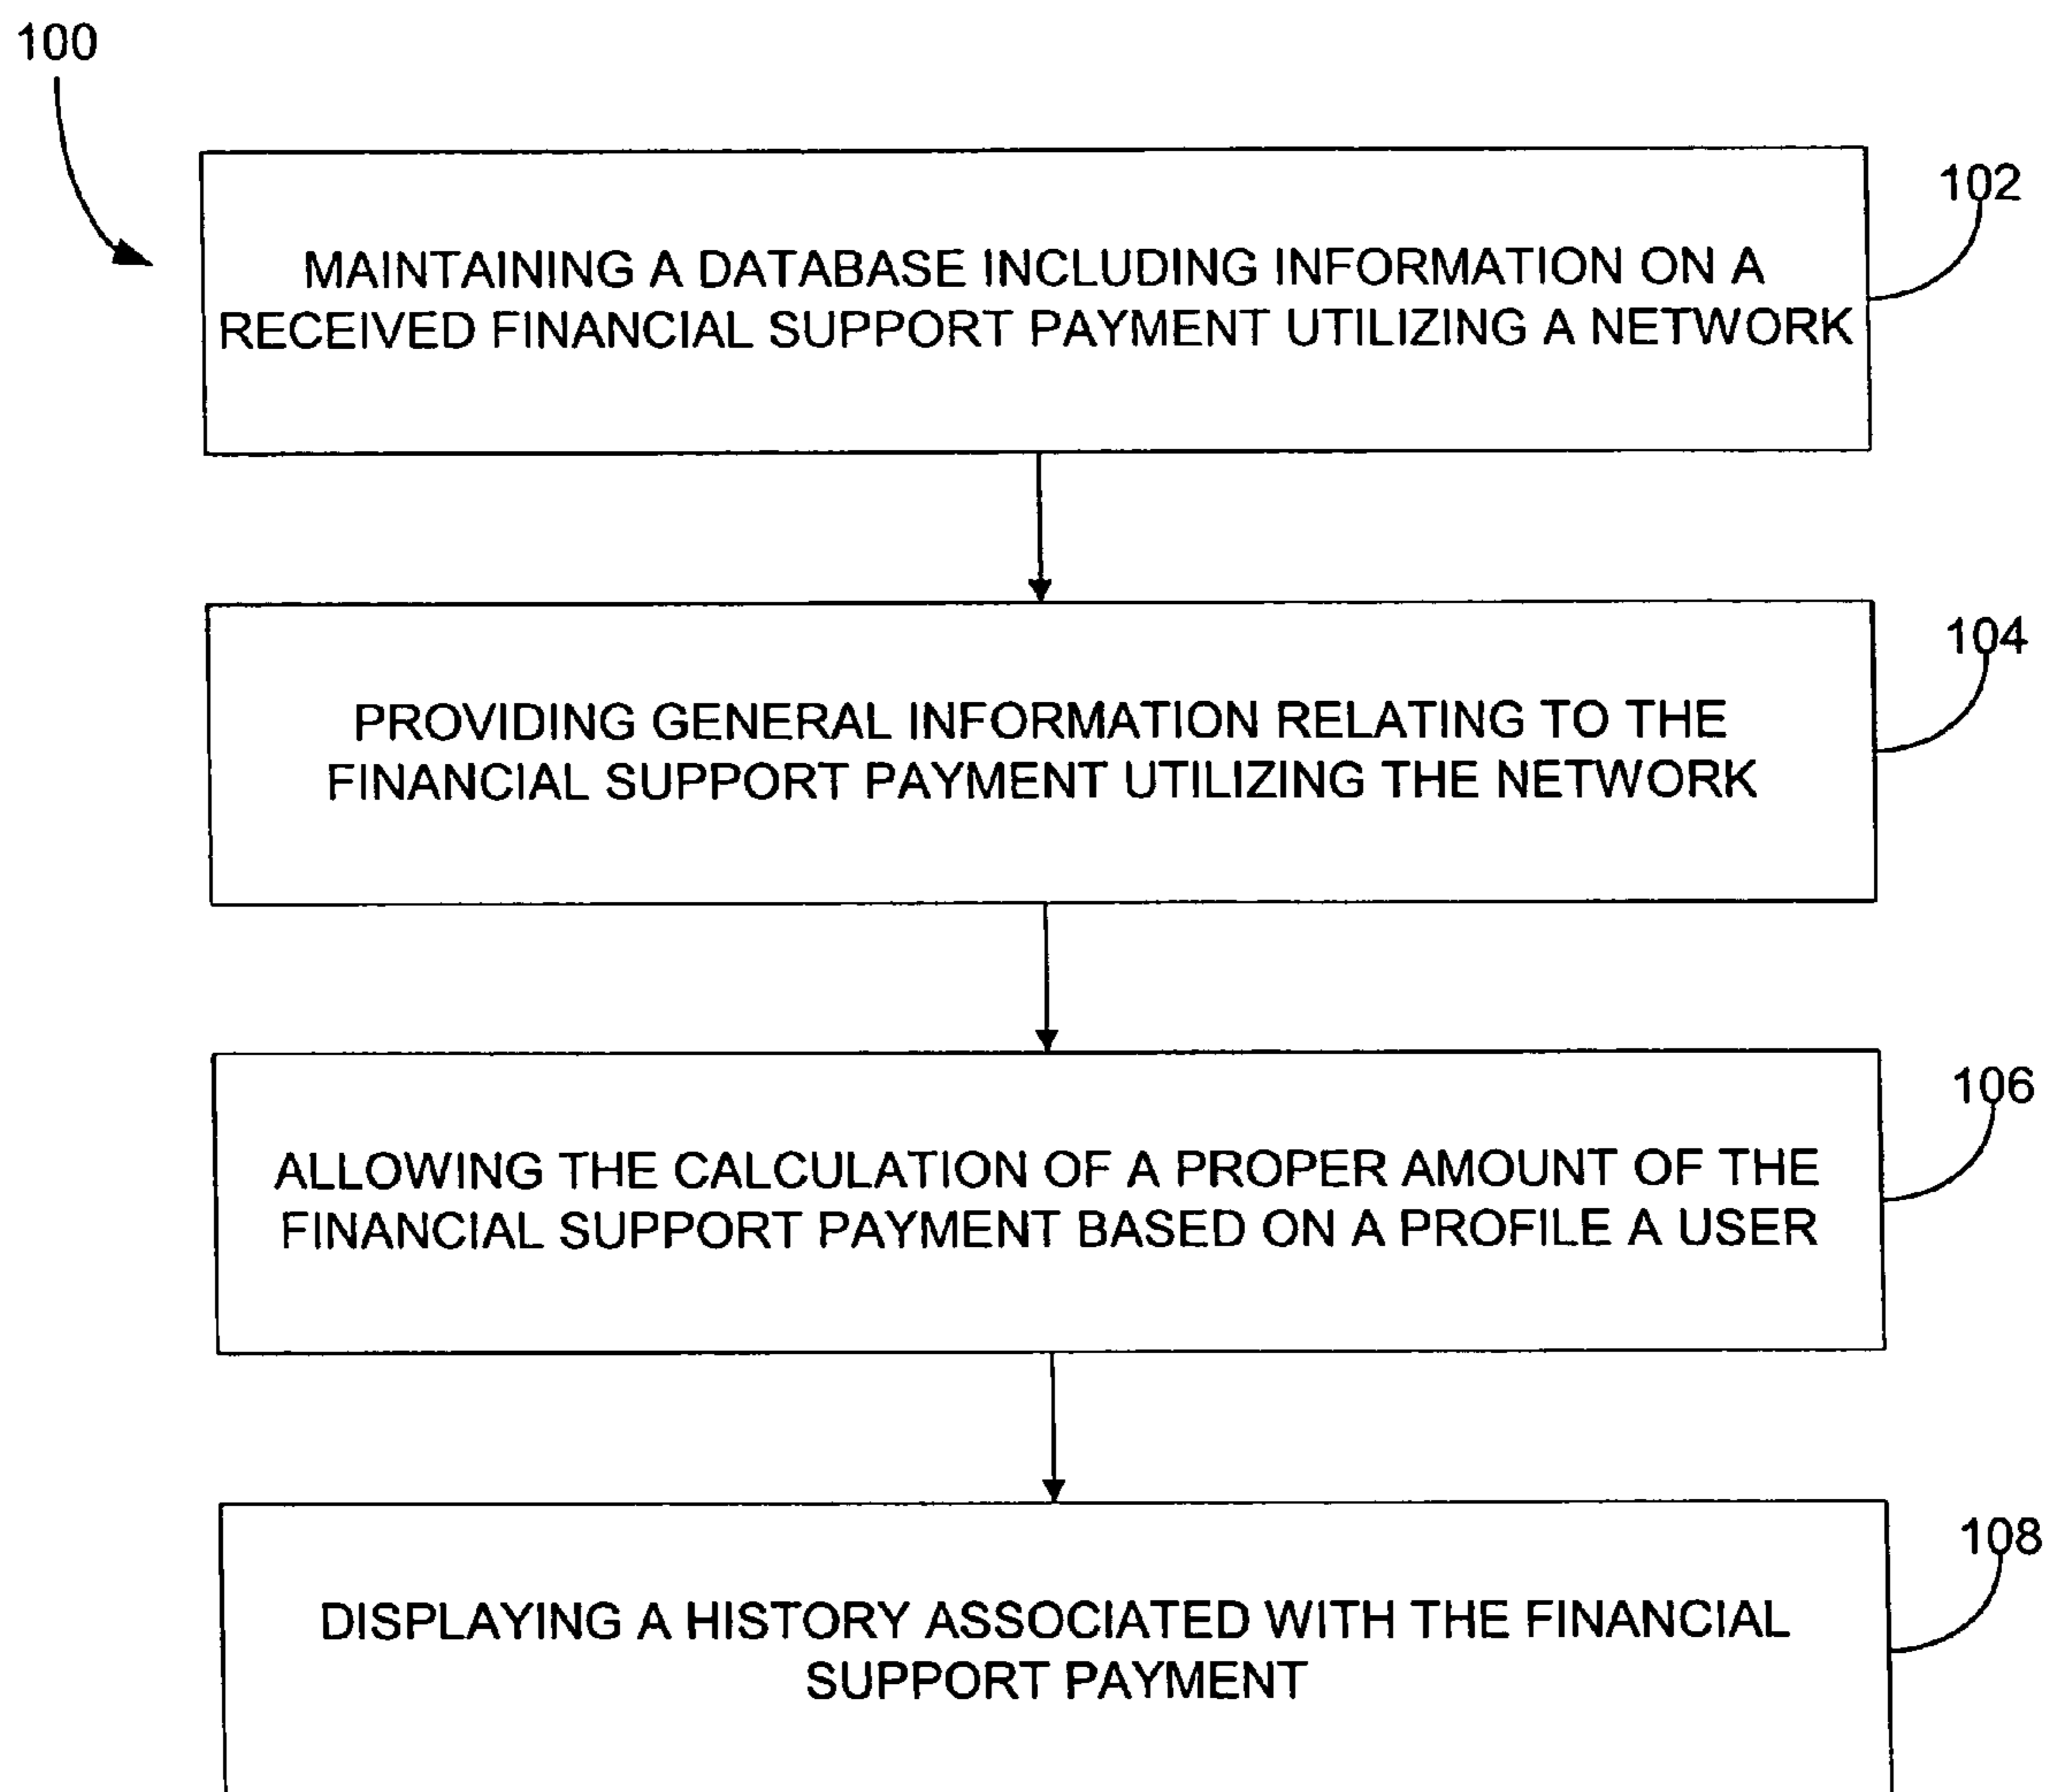 100
102
MAINTAINING A DATABASE INCLUDING INFORMATION ON A
RECEIVED FINANCIAL SUPPORT PAYMENT UTILIZING A NETWORK
104
PROVIDING GENERAL INFORMATION RELATING TO THE
FINANCIAL SUPPORT PAYMENT UTILIZING THE NETWORK
106
ALLOWING THE CALCULATION OF A PROPER AMOUNT OF THE
FINANCIAL SUPPORT PAYMENT BASED ON A PROFILE A USER
108
DISPLAYING A HISTORY ASSOCIATED WITH THE FINANCIAL
SUPPORT PAYMENT